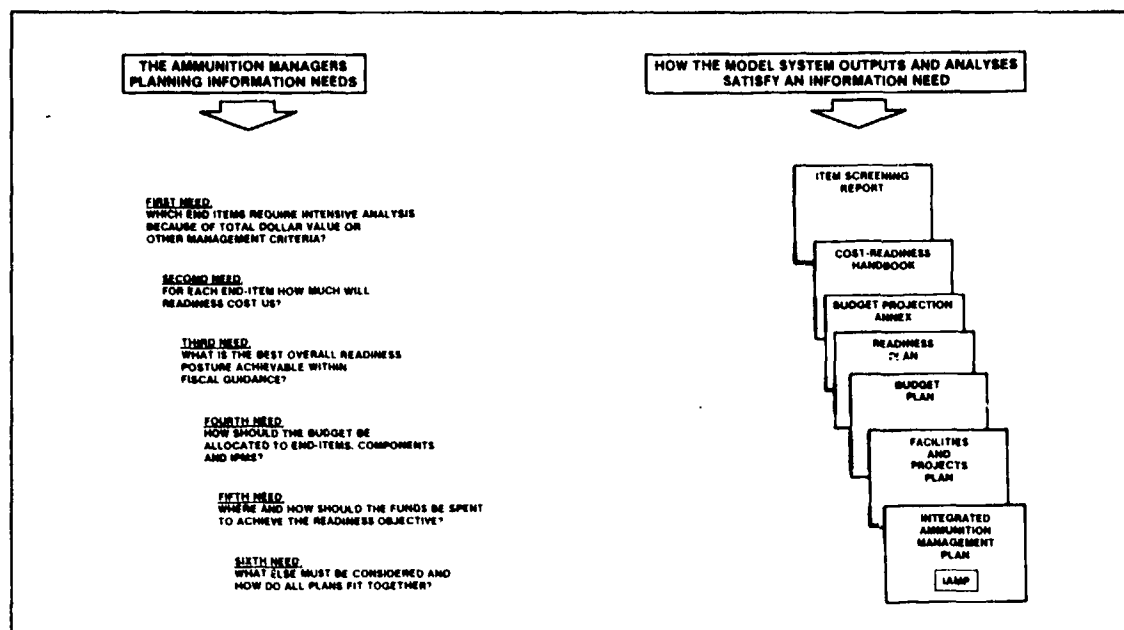 THE AMMUNITION MANAGERS
PLANNING INFORMATION NEEDS
FIRST NEED
WHICH END ITEMS REQUIRE INTENSIVE ANALYSIS
BECAUSE OF TOTAL DOLLAR VALUE OR
OTHER MANAGEMENT CRITERIA?
SECOND NEED
FOR EACH END-ITEM HOW MUCH WILL
READINESS COST US?
THIRD NEED
WHAT IS THE BEST OVERALL READINESS
POSTURE ACHIEVABLE WITHIN
FISCAL GUIDANCE?
FOURTH NEED
HOW SHOULD THE BUDGET BE
ALLOCATED TO END-ITEMS, COMPONENTS
AND IPMS?
FIFTH NEED
WHERE AND HOW SHOULD THE FUNDS BE SPENT
TO ACHIEVE THE READINESS OBJECTIVE?
SIXTH NEED
WHAT ELSE MUST BE CONSIDERED AND
HOW DO ALL PLANS FIT TOGETHER?
HOW THE MODEL SYSTEM OUTPUTS AND ANALYSES
SATISFY AN INFORMATION NEED
ITEM SCREENING
REPORT
COST-READINESS
HANDBOOK
BUDGET PROJECTION
ANNEX
READINESS
PLAN
BUDGET
PLAN
FACILITIES
AND
PROJECTS
PLAN
INTEGRATED
AMMUNITION
MANAGEMENT
PLAN
IAMP